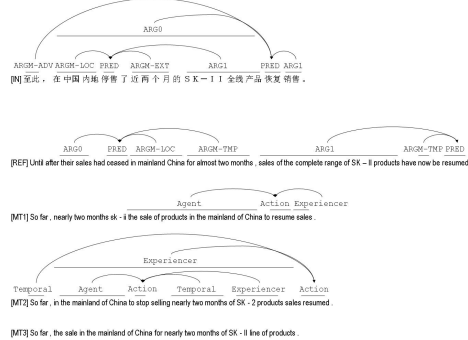 ARG0
ARGM-ADV ARGM-LOC PRED ARGM-EXT ARG1 PRED ARG1
[IN] 至此 , 在 中国 内地 停售 了 近 两 个 月 的 SK-II 全线 产品 恢复 销售 。
ARG0 PRED ARGM-LOC ARGM-TMP ARG1 ARGM-TMP PRED
[REF] Until after their sales had ceased in mainland China for almost two months , sales of the complete range of SK – II products have now be resumed
Agent Action Experiencer
[MT1] So far , nearly two months sk - ii the sale of products in the mainland of China to resume sales .
Experiencer
Temporal Agent Action Temporal Experiencer Action
[MT2] So far , in the mainland of China to stop selling nearly two months of SK - 2 products sales resumed .
[MT3] So far , the sale in the mainland of China for nearly two months of SK - II line of products .